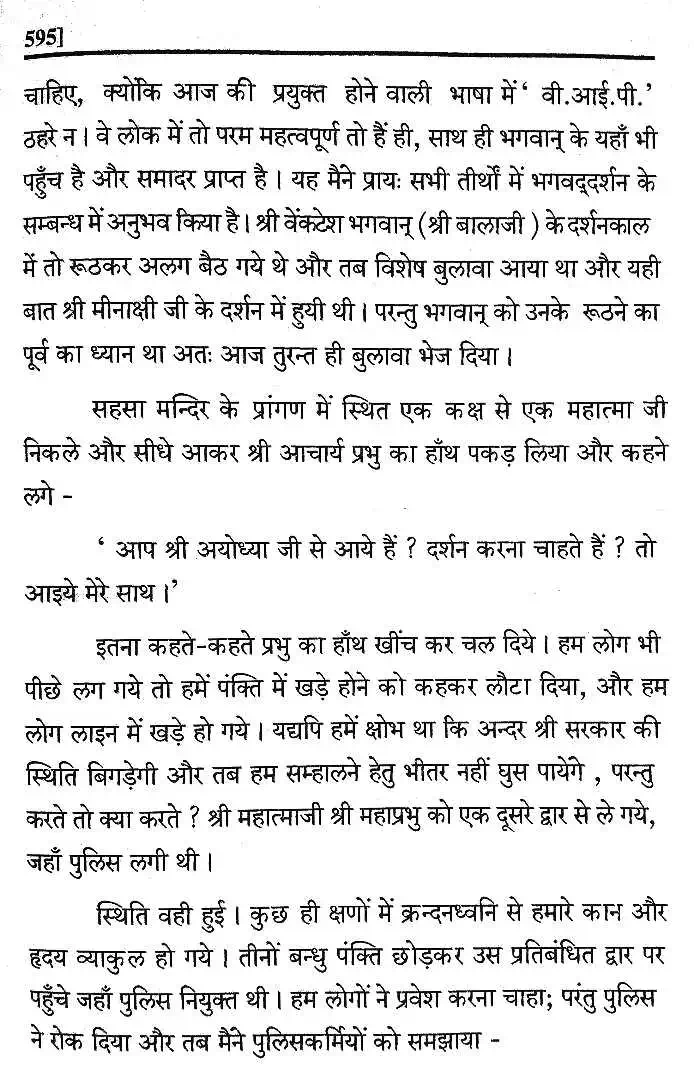 595]
चाहिए, क्योंकि आज की प्रयुक्त होने वाली भाषा में ‘ वी.आई.पी.’
ठहरे न । वे लोक में तो परम महत्वपूर्ण तो हैं ही, साथ ही भगवान् के यहाँ भी
पहुँच है और समादर प्राप्त है । यह मैंने प्रायः सभी तीर्थों में भगवद्दर्शन के
सम्बन्ध में अनुभव किया है । श्री वेंकटेश भगवान् (श्री बालाजी ) के दर्शनकाल
में तो रूठकर अलग बैठ गये थे और तब विशेष बुलावा आया था और यही
बात श्री मीनाक्षी जी के दर्शन में हुयी थी । परन्तु भगवान् को उनके रूठने का
पूर्व का ध्यान था अतः आज तुरन्त ही बुलावा भेज दिया ।
सहसा मन्दिर के प्रांगण में स्थित एक कक्ष से एक महात्मा जी
निकले और सीधे आकर श्री आचार्य प्रभु का हाँथ पकड़ लिया और कहने
लगे -
‘ आप श्री अयोध्या जी से आये हैं ? दर्शन करना चाहते हैं ? तो
आइये मेरे साथ ।’
इतना कहते-कहते प्रभु का हाँथ खींच कर चल दिये । हम लोग भी
पीछे लग गये तो हमें पंक्ति में खड़े होने को कहकर लौटा दिया, और हम
लोग लाइन में खड़े हो गये । यद्यपि हमें क्षोभ था कि अन्दर श्री सरकार की
स्थिति बिगड़ेगी और तब हम सम्हालने हेतु भीतर नहीं घुस पायेंगे , परन्तु
करते तो क्या करते ? श्री महात्माजी श्री महाप्रभु को एक दूसरे द्वार से ले गये,
जहाँ पुलिस लगी थी ।
स्थिति वही हुई । कुछ ही क्षणों में क्रन्दनध्वनि से हमारे कान और
हृदय व्याकुल हो गये । तीनों बन्धु पंक्ति छोड़कर उस प्रतिबंधित द्वार पर
पहुँचे जहाँ पुलिस नियुक्त थी । हम लोगों ने प्रवेश करना चाहा; परंतु पुलिस
ने रोक दिया और तब मैंने पुलिसकर्मियों को समझाया -